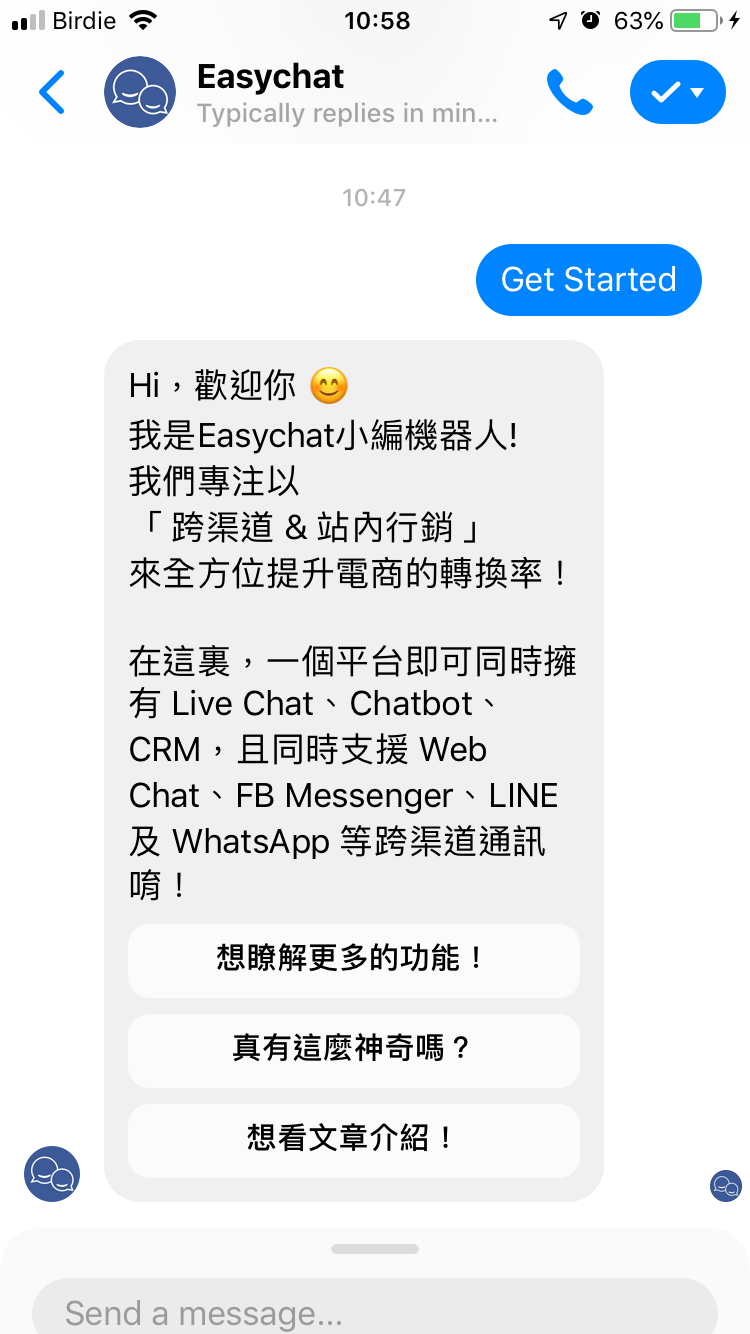 Birdie
10:58
63%
Easychat
Typically replies in min...
10:47
Get Started
Hi，歡迎你 😊
我是Easychat小編機器人!
我們專注以
「 跨渠道 & 站內行銷 」
來全方位提升電商的轉換率！
在這裏，一個平台即可同時擁
有 Live Chat、Chatbot、
CRM，且同時支援 Web
Chat、FB Messenger、LINE
及 WhatsApp 等跨渠道通訊
唷！
想瞭解更多的功能！
真有這麼神奇嗎？
想看文章介紹！
Send a message...